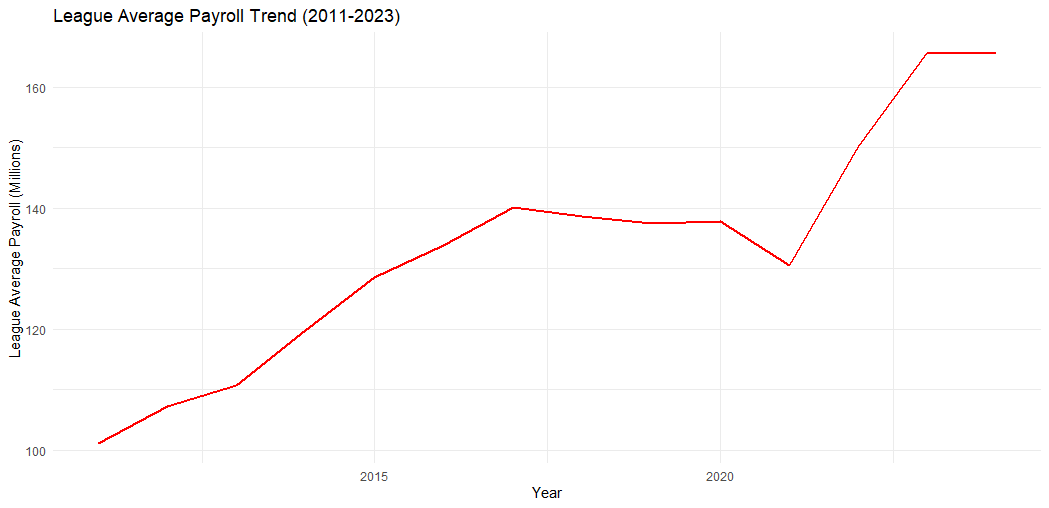 League Average Payroll Trend (2011-2023)
League Average Payroll (Millions)
160
140
120
100
2015
2020
Year